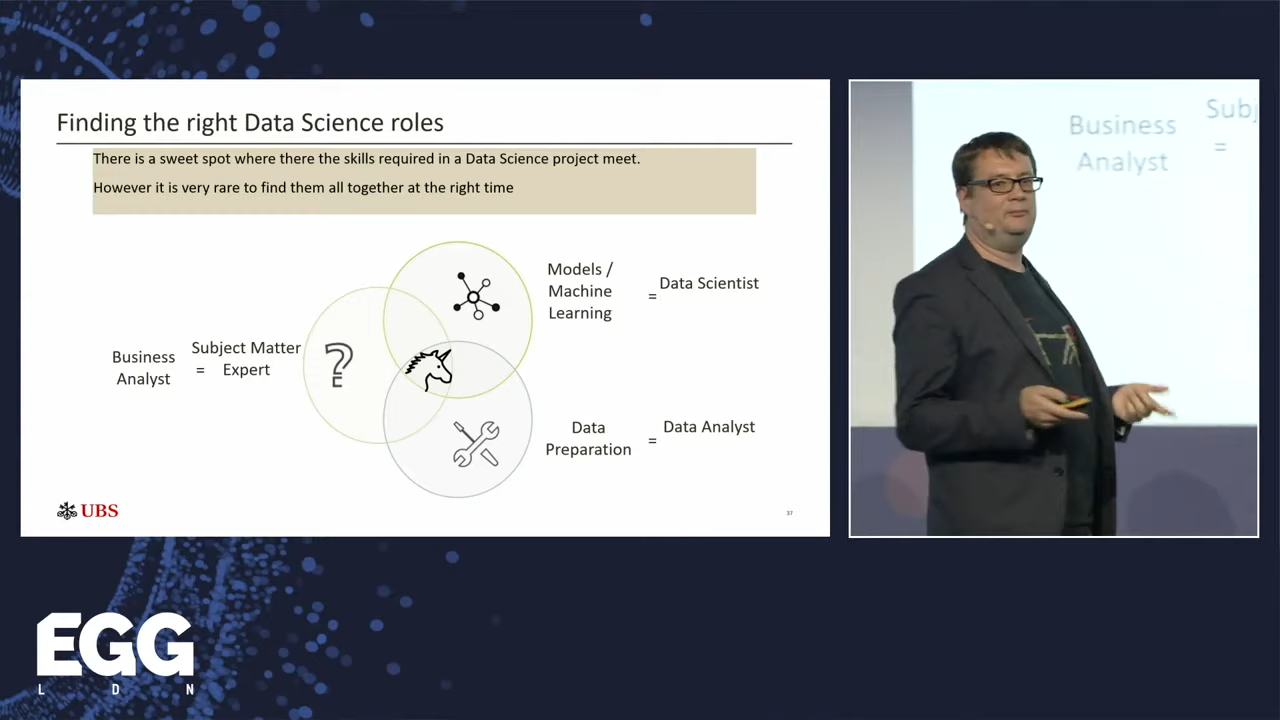 Finding the right Data Science roles
There is a sweet spot where there the skills required in a Data Science project meet.
However it is very rare to find them all together at the right time
Models /
Machine
Learning
=
Data Scientist
Business
Analyst
=
Subject Matter
Expert
Data
Preparation
=
Data Analyst
UBS
37
Business
Analyst
Subj
=
EGG
LDN